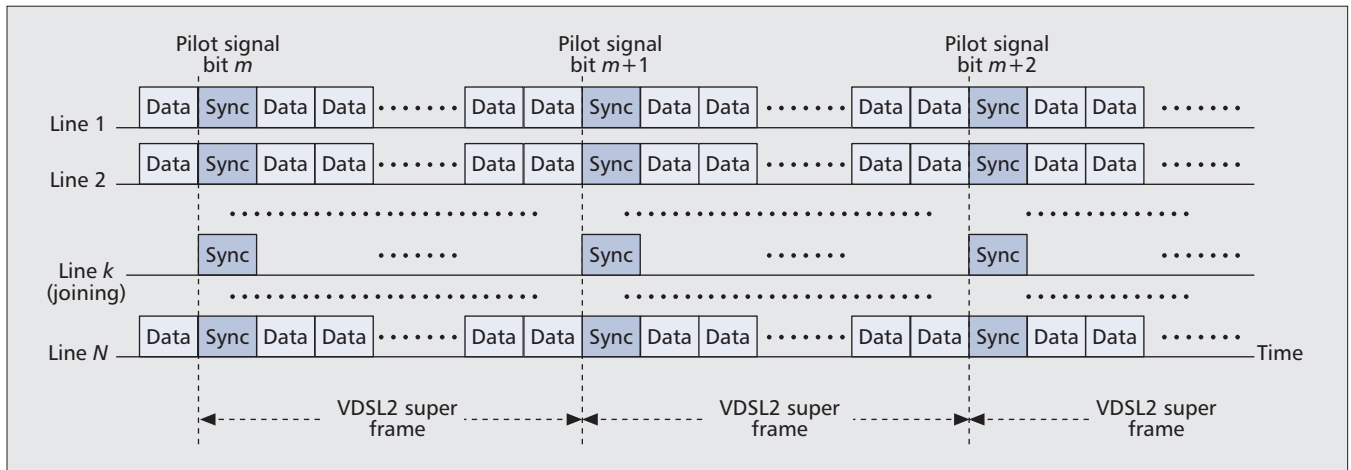 Pilot signal
bit m
Pilot signal
bit m+1
Pilot signal
bit m+2
Line 1 Data Sync Data Data Data Data Sync Data Data Data Data Sync Data Data
Line 2 Data Sync Data Data Data Data Sync Data Data Data Data Sync Data Data
Line k
(joining)
Sync Sync Sync
Line N Data Sync Data Data Data Data Sync Data Data Data Data Sync Data Data Time
VDSL2 super
frame
VDSL2 super
frame
VDSL2 super
frame